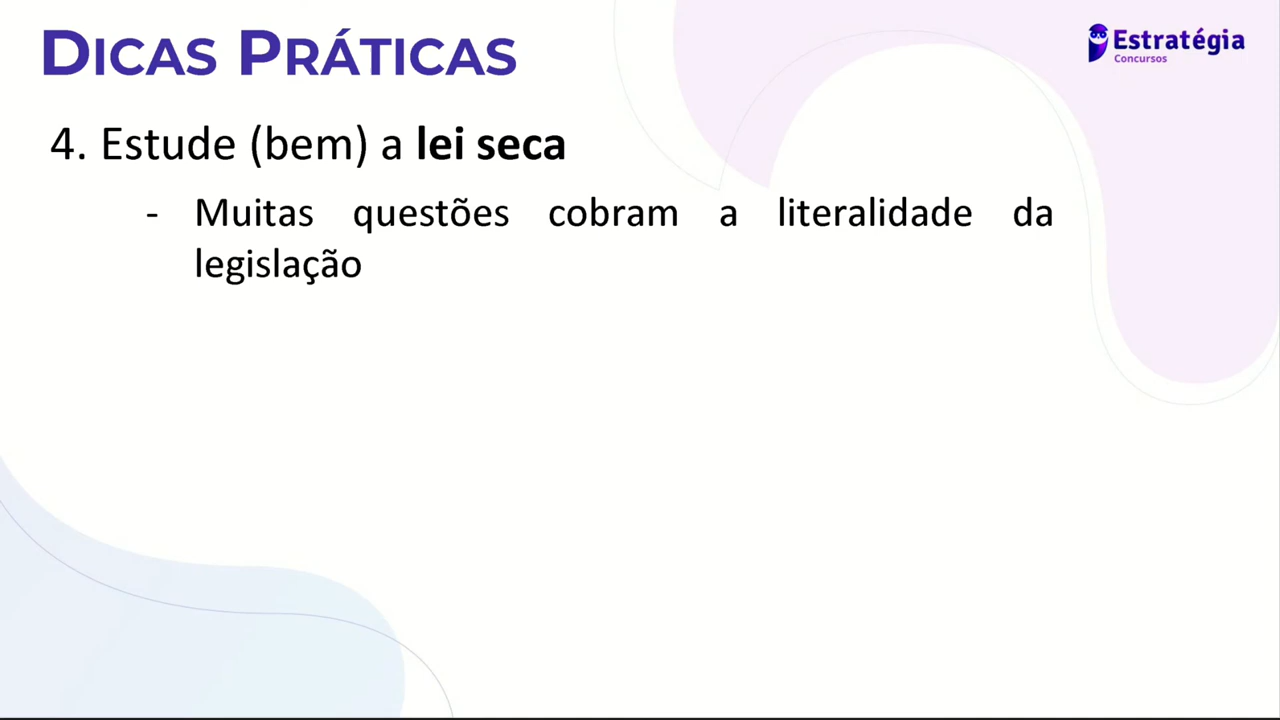 DICAS PRÁTICAS
Estratégia
Concursos
4. Estude (bem) a lei seca
- Muitas questões cobram a literalidade da
legislação